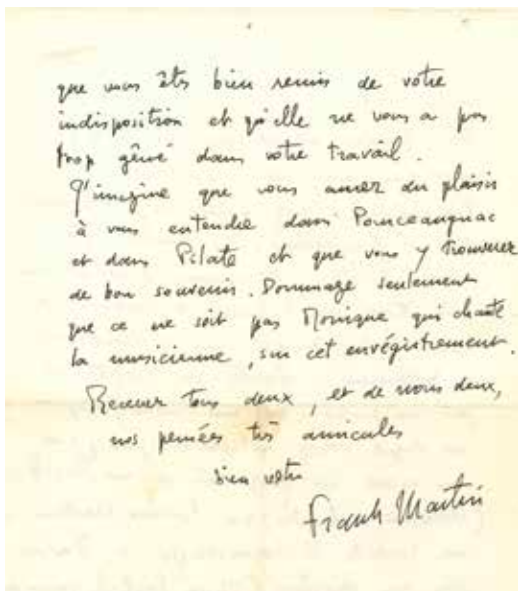 que vous êtes bien remis de votre
indisposition et qu'elle ne vous a pas
trop gêné dans votre travail.
J'imagine que vous aurez du plaisir
à vous entendre dans Pourceaugnac
et dans Pilate et que vous y trouverez
de bon souvenirs. Dommage seulement
que ce ne soit pas Monique qui chante
la musicienne, sur cet enrégistrement.
Recevez tous deux, et de nous deux,
nos pensées très amicales
bien votre
Frank Martin